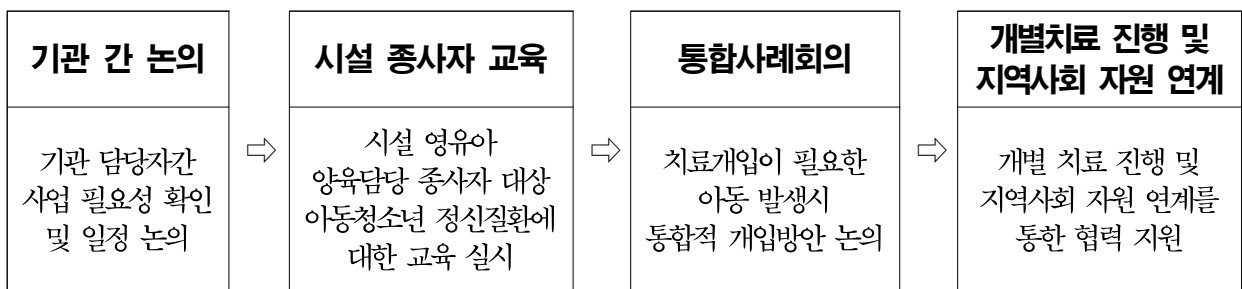 기관 간 논의
기관 담당자간
사업 필요성 확인
및 일정 논의
⇨
시설 종사자 교육
시설 영유아
양육담당 종사자 대상
아동청소년 정신질환에
대한 교육 실시
⇨
통합사례회의
치료개입이 필요한
아동 발생시
통합적 개입방안 논의
⇨
개별치료 진행 및
지역사회 자원 연계
개별 치료 진행 및
지역사회 자원 연계를
통한 협력 지원